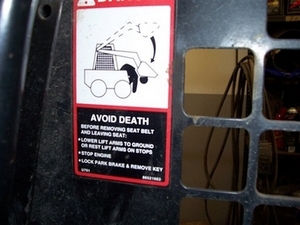 DANGER
AVOID DEATH
BEFORE REMOVING SEAT BELT
AND LEAVING SEAT:
•LOWER LIFT ARMS TO GROUND
OR REST LIFT ARMS ON STOPS
•STOP ENGINE
•LOCK PARK BRAKE & REMOVE KEY